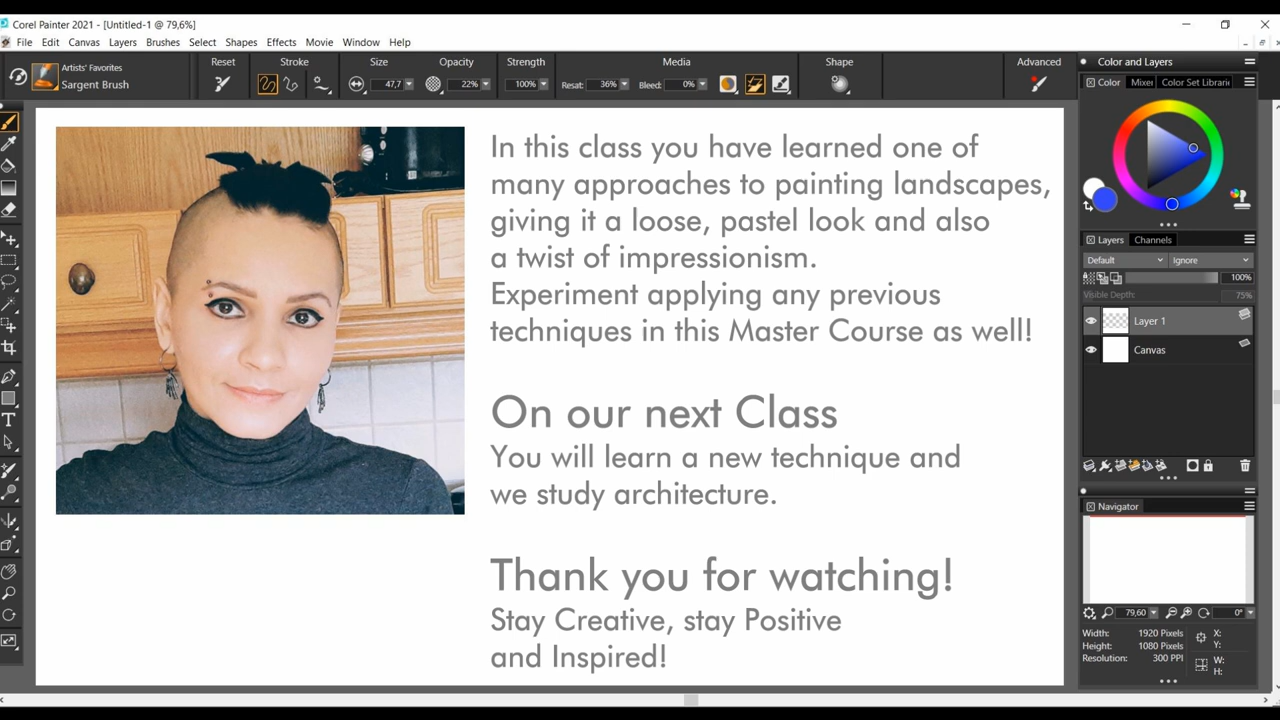 Corel Painter 2021 - [Untitled-1 @ 79,6%]
File Edit Canvas Layers Brushes Select Shapes Effects Movie Window Help
Artists' Favorites
Sargent Brush
Reset Stroke Size Opacity Strength Media Shape Advanced
47,7 22% 100% Resat: 36% Bleed: 0%
Color and Layers
Color Mixer Color Set Librarie
In this class you have learned one of
many approaches to painting landscapes,
giving it a loose, pastel look and also
a twist of impressionism.
Experiment applying any previous
techniques in this Master Course as well!
On our next Class
You will learn a new technique and
we study architecture.
Thank you for watching!
Stay Creative, stay Positive
and Inspired!
Layers Channels
Default Ignore
100%
Visible Depth: 75%
Layer 1
Canvas
Navigator
79,60 0°
Width: 1920 Pixels X:
Height: 1080 Pixels Y:
Resolution: 300 PPI W:
H: